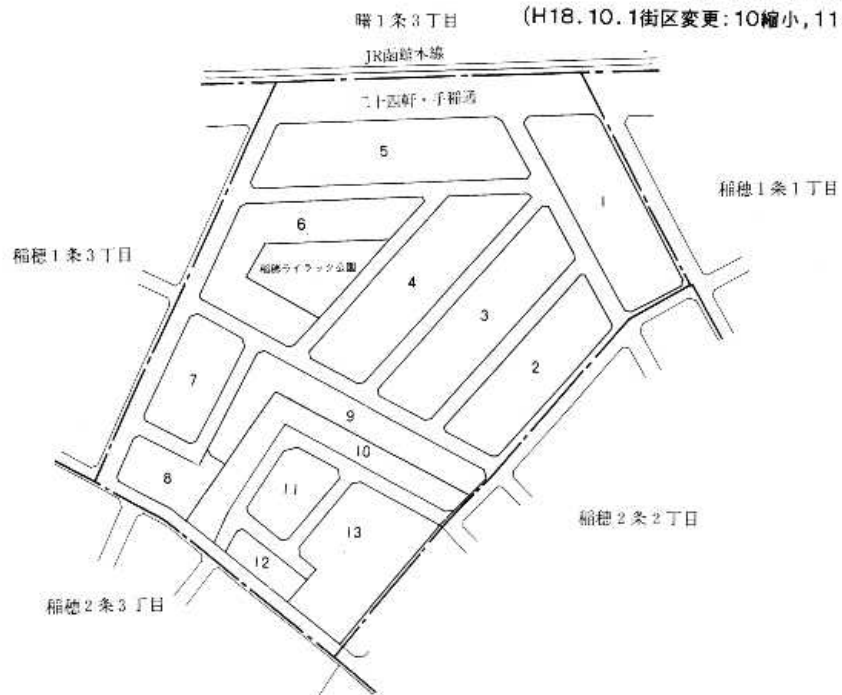 曙1条3丁目
(H18.10.1街区変更:10縮小,11
JR函館本線
二十四軒・手稲通
5
1
稲穂1条1丁目
6
稲穂1条3丁目
稲穂ライラック公園
4
3
2
7
9
10
8
11
13
稲穂2条2丁目
12
稲穂2条3丁目